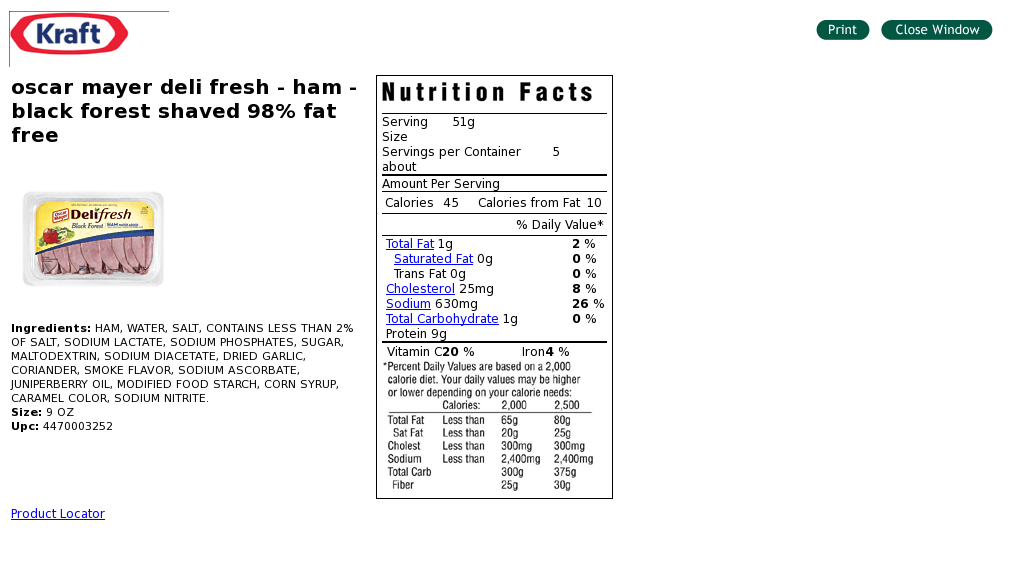 Kraft
Print
Close Window
oscar mayer deli fresh - ham -
black forest shaved 98% fat
free
Oscar Mayer
Deli fresh
Black Forest
HAM
Ingredients: HAM, WATER, SALT, CONTAINS LESS THAN 2%
OF SALT, SODIUM LACTATE, SODIUM PHOSPHATES, SUGAR,
MALTODEXTRIN, SODIUM DIACETATE, DRIED GARLIC,
CORIANDER, SMOKE FLAVOR, SODIUM ASCORBATE,
JUNIPERBERRY OIL, MODIFIED FOOD STARCH, CORN SYRUP,
CARAMEL COLOR, SODIUM NITRITE.
Size: 9 OZ
Upc: 4470003252
Product Locator
Nutrition Facts
Serving 51g
Size
Servings per Container 5
about
Amount Per Serving
Calories 45 Calories from Fat 10
% Daily Value*
Total Fat 1g 2 %
Saturated Fat 0g 0 %
Trans Fat 0g 0 %
Cholesterol 25mg 8 %
Sodium 630mg 26 %
Total Carbohydrate 1g 0 %
Protein 9g
Vitamin C20 % Iron4 %
*Percent Daily Values are based on a 2,000
calorie diet. Your daily values may be higher
or lower depending on your calorie needs:
Calories: 2,000 2,500
Total Fat Less than 65g 80g
Sat Fat Less than 20g 25g
Cholest Less than 300mg 300mg
Sodium Less than 2,400mg 2,400mg
Total Carb 300g 375g
Fiber 25g 30g